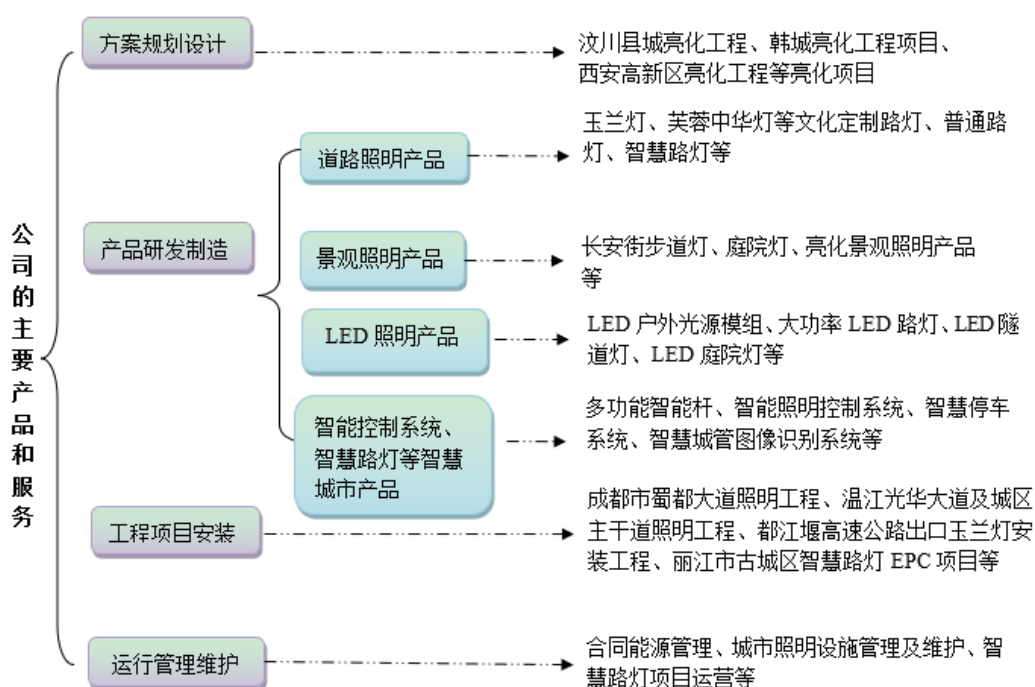 公司的主要产品和服务
方案规划设计
汶川县城亮化工程、韩城亮化工程项目、
西安高新区亮化工程等亮化项目
产品研发制造
道路照明产品
玉兰灯、芙蓉中华灯等文化定制路灯、普通路
灯、智慧路灯等
景观照明产品
长安街步道灯、庭院灯、亮化景观照明产品
等
LED 照明产品
LED 户外光源模组、大功率 LED 路灯、LED 隧
道灯、LED 庭院灯等
智能控制系统、
智慧路灯等智慧
城市产品
多功能智能杆、智能照明控制系统、智慧停车
系统、智慧城管图像识别系统等
工程项目安装
成都市蜀都大道照明工程、温江光华大道及城区
主干道照明工程、都江堰高速公路出口玉兰灯安
装工程、丽江市古城区智慧路灯 EPC 项目等
运行管理维护
合同能源管理、城市照明设施管理及维护、智
慧路灯项目运营等